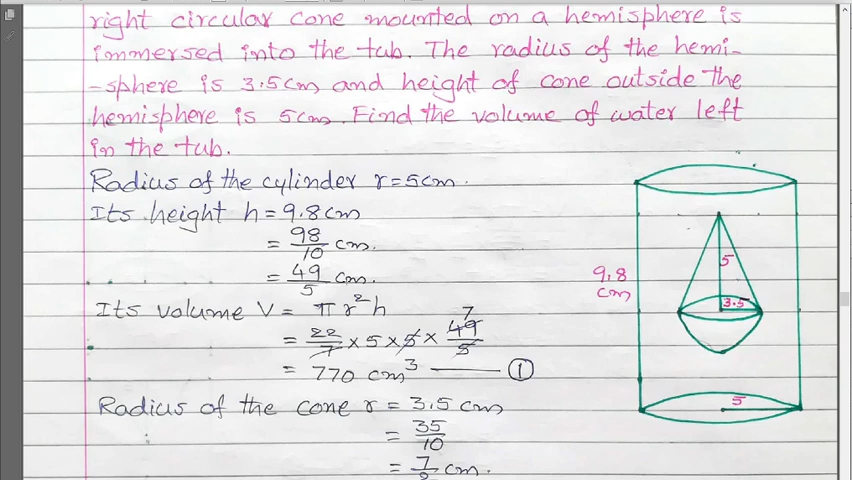 right circular cone mounted on a hemisphere is
immersed into the tub. The radius of the hemi-
-sphere is 3.5cm and height of cone outside the
hemisphere is 5cm. Find the volume of water left
in the tub.
Radius of the cylinder r = 5cm.
Its height h = 9.8cm
= 98/10 cm.
= 49/5 cm.
Its volume V = πr²h
= 22/7 × 5 × 5 × 49/5
7
= 770 cm³ ——— ①
Radius of the cone r = 3.5 cm
= 35/10
= 7/2 cm.
5
9.8
cm
3.5
5